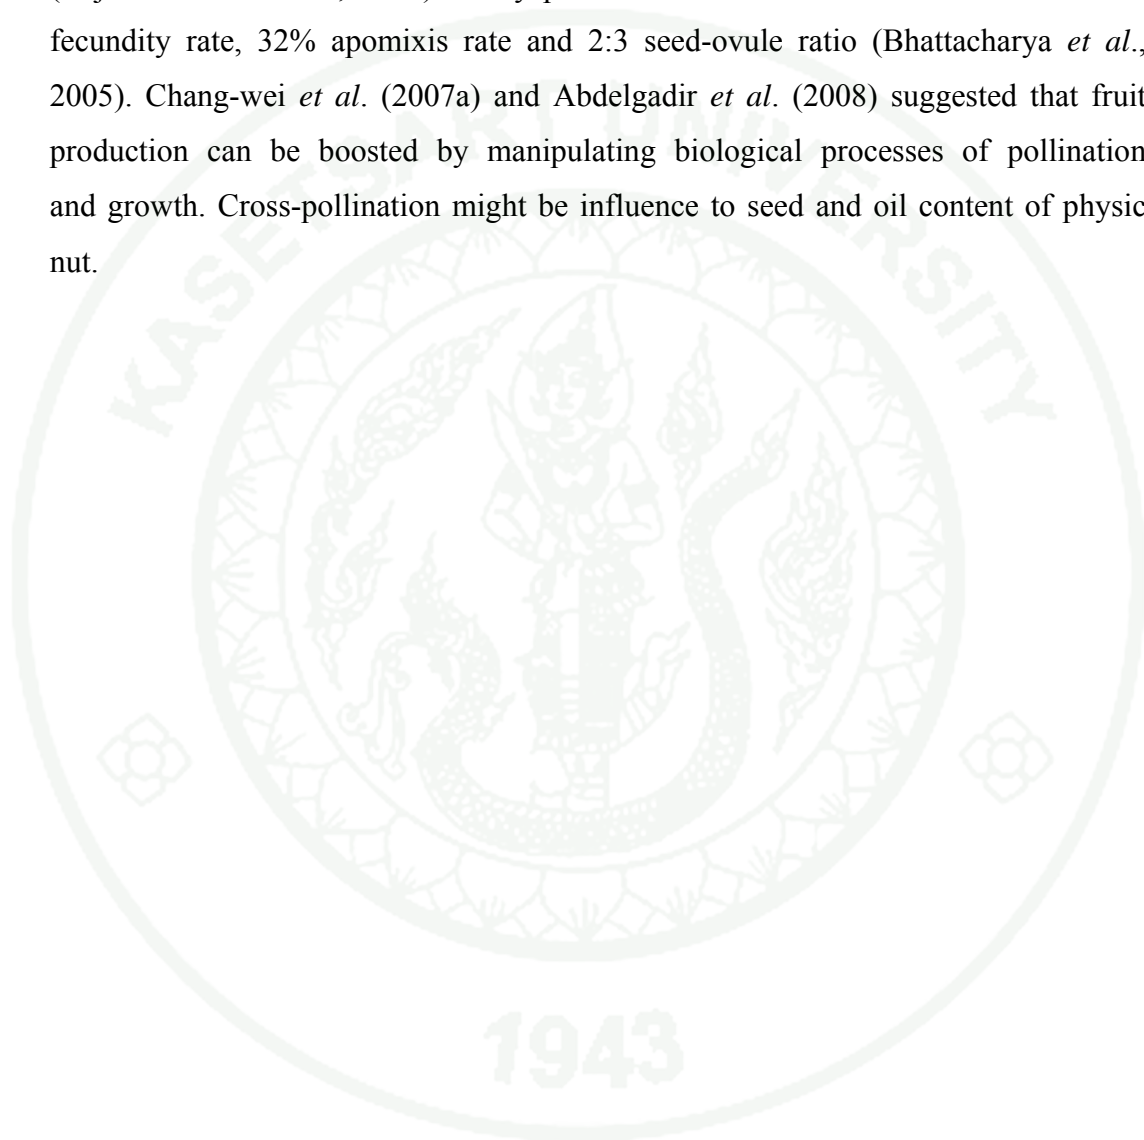 fecundity rate, 32% apomixis rate and 2:3 seed-ovule ratio (Bhattacharya et al.,
2005). Chang-wei et al. (2007a) and Abdelgadir et al. (2008) suggested that fruit
production can be boosted by manipulating biological processes of pollination
and growth. Cross-pollination might be influence to seed and oil content of physic
nut.
KASETSART UNIVERSITY
1943